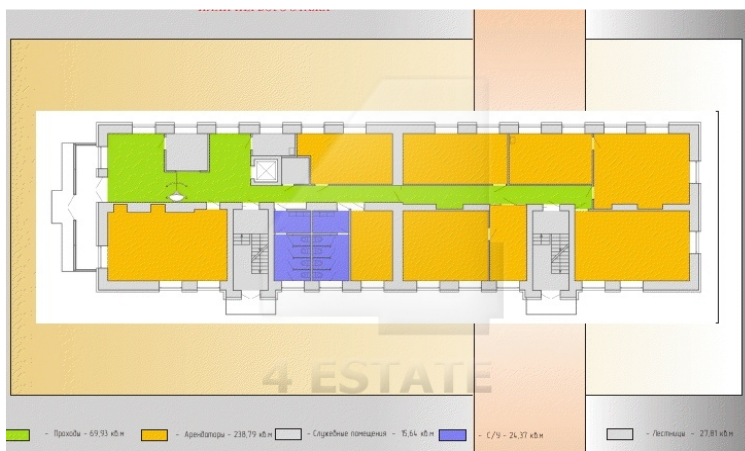 4 ESTATE
- Проходы - 69,93 кв.м - Арендаторы - 238,79 кв.м - Служебные помещения - 15,64 кв.м - С/У - 24,37 кв.м - Лестницы - 27,81 кв.м